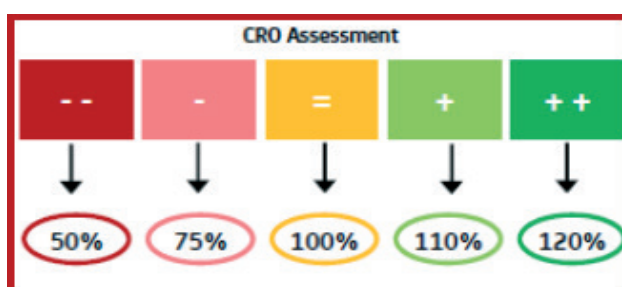 CRO Assessment
- - - = + + +
50% 75% 100% 110% 120%